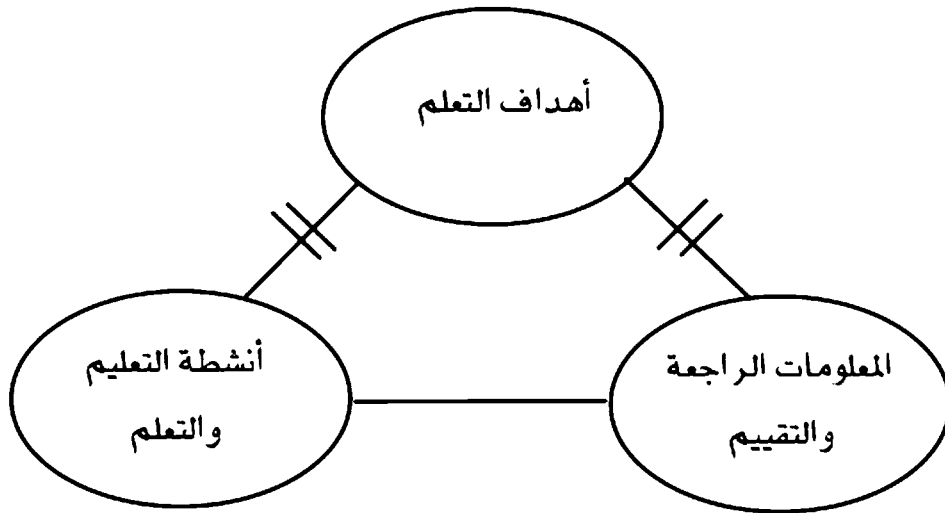 أهداف التعلم
المعلومات الراجعة
والتقييم
أنشطة التعليم
والتعلم